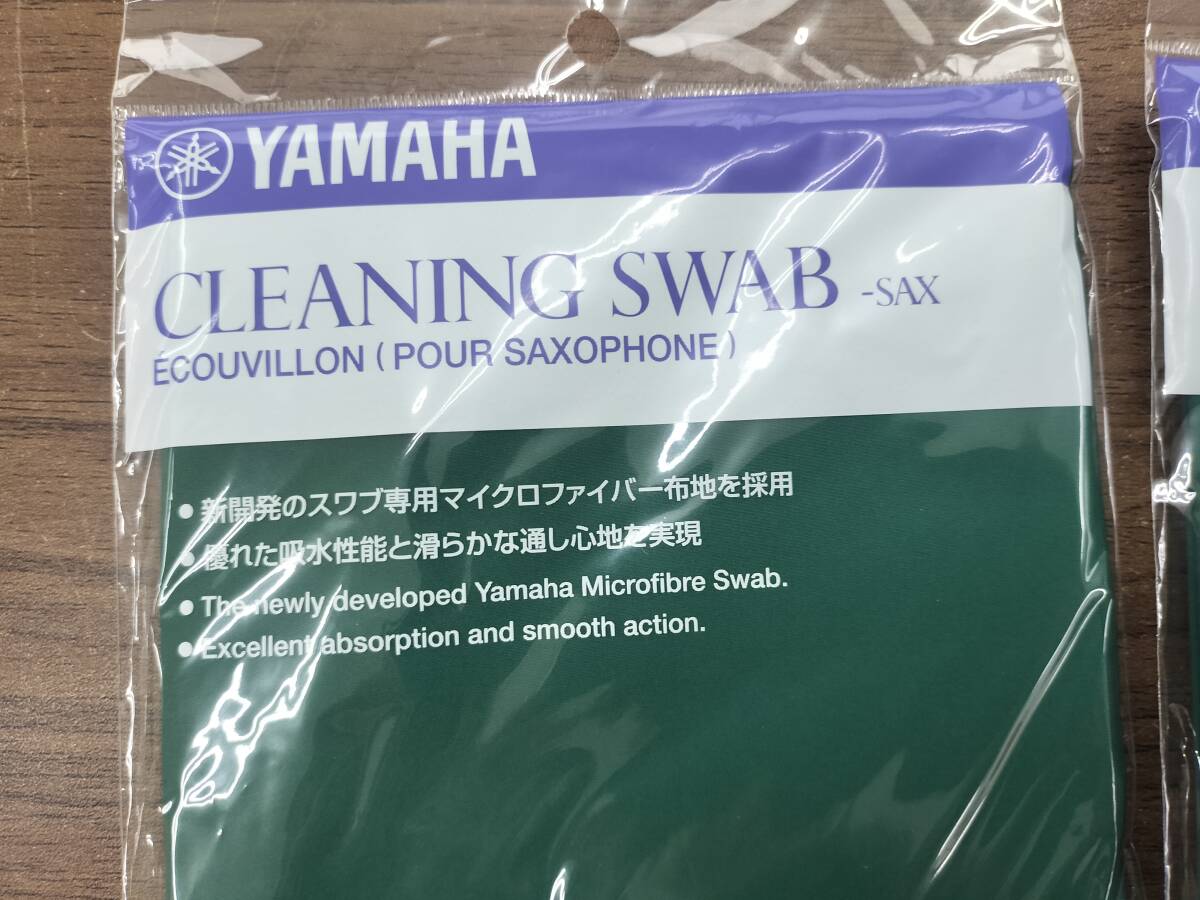 YAMAHA
CLEANING SWAB -SAX
ÉCOUVILLON ( POUR SAXOPHONE )
● 新開発のスワブ専用マイクロファイバー布地を採用
● 優れた吸水性能と滑らかな通し心地を実現
● The newly developed Yamaha Microfibre Swab.
● Excellent absorption and smooth action.